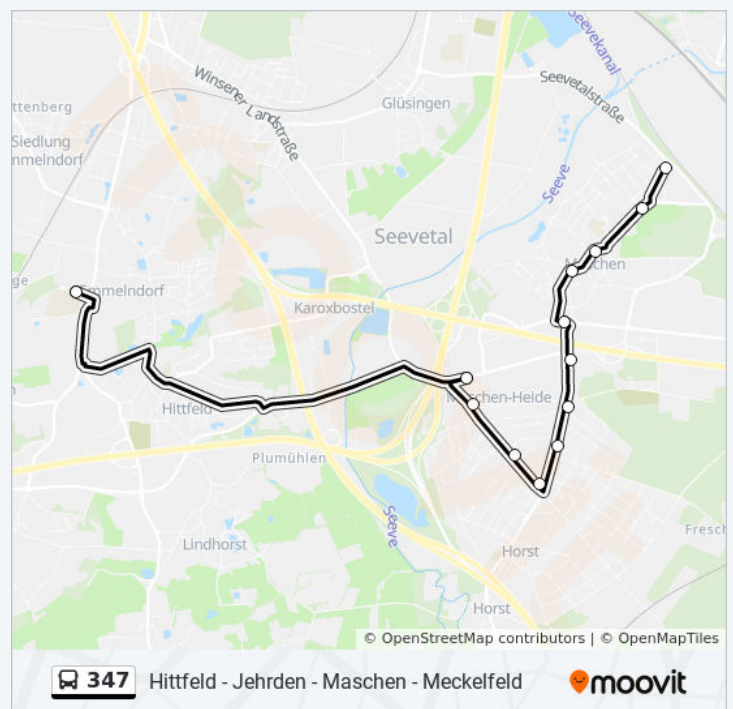 Seevekanal
Winsener Landstraße
Seevetalstraße
Glüsingen
ttenberg
Siedlung
mmelndorf
Seeve
Seevetal
Maschen
ge
Emmelndorf
Karoxbostel
Maschen-Heide
Hittfeld
Plumühlen
Seeve
Fresch
Lindhorst
Horst
Horst
© OpenStreetMap contributors | © OpenMapTiles
347 Hittfeld - Jehrden - Maschen - Meckelfeld moovit